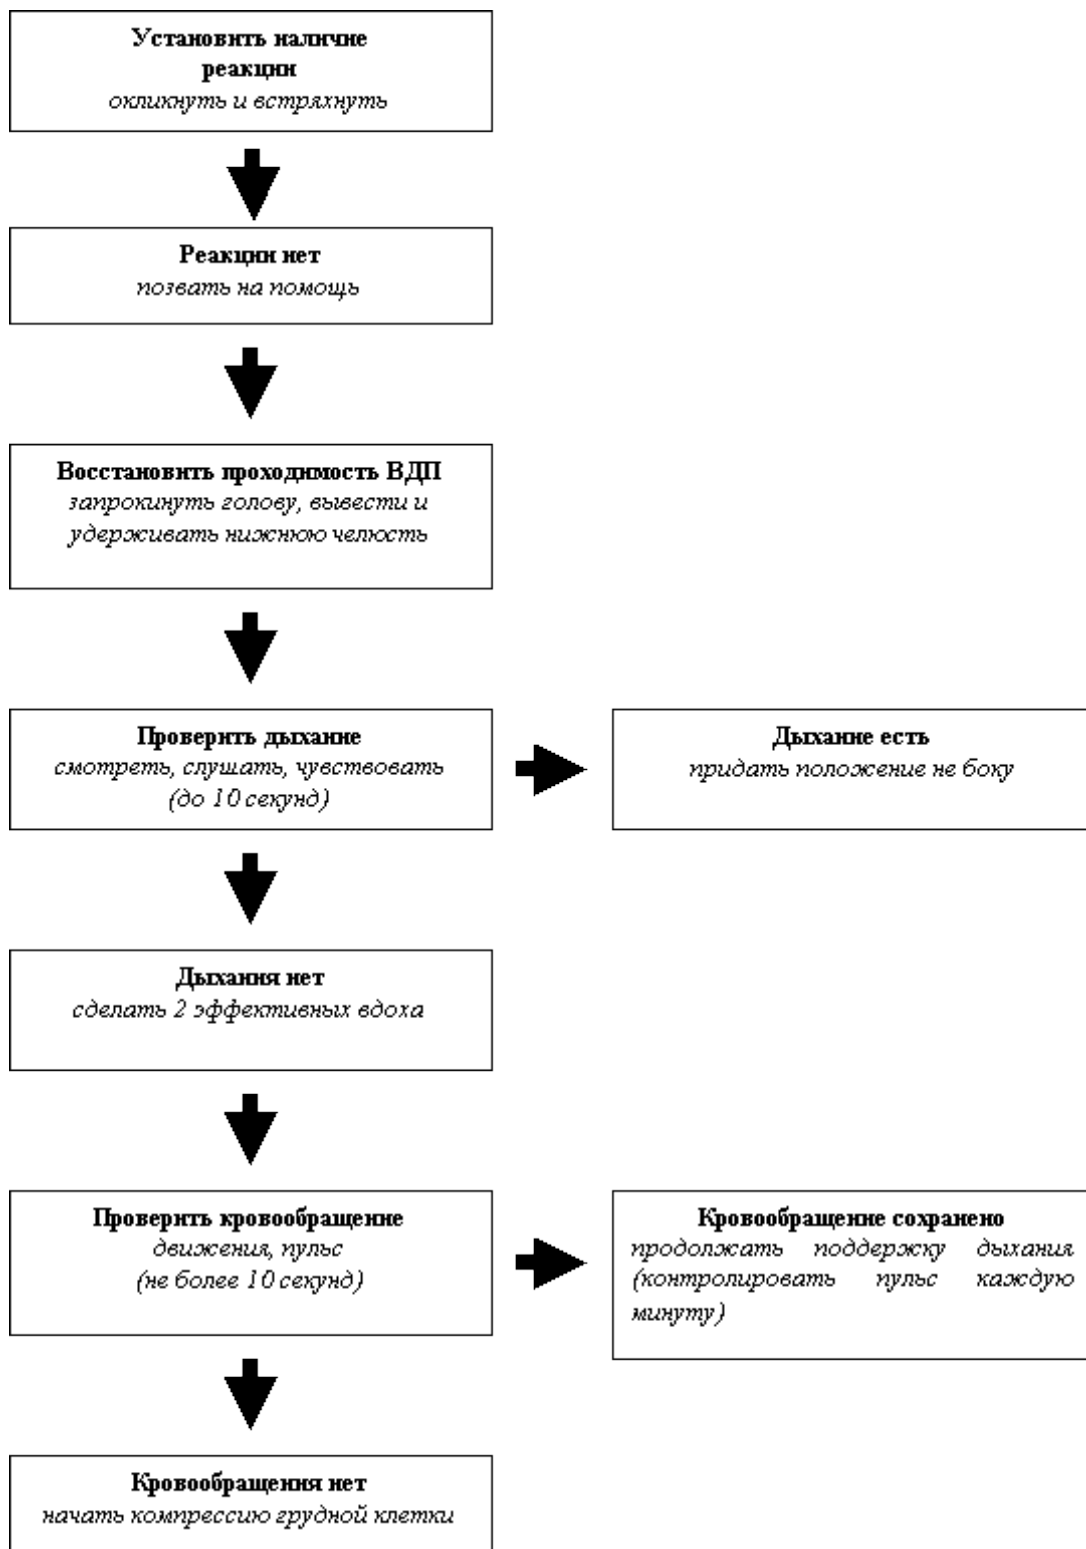 Установить наличие
реакции
окликнуть и встряхнуть
Реакции нет
позвать на помощь
Восстановить проходимость ВДП
запрокинуть голову, вывести и
удерживать нижнюю челюсть
Проверить дыхание
смотреть, слушать, чувствовать
(до 10 секунд)
Дыхание есть
придать положение не боку
Дыхания нет
сделать 2 эффективных вдоха
Проверить кровообращение
движения, пульс
(не более 10 секунд)
Кровообращение сохранено
продолжать поддержку дыхания
(контролировать пульс каждую
минуту)
Кровообращения нет
начать компрессию грудной клетки